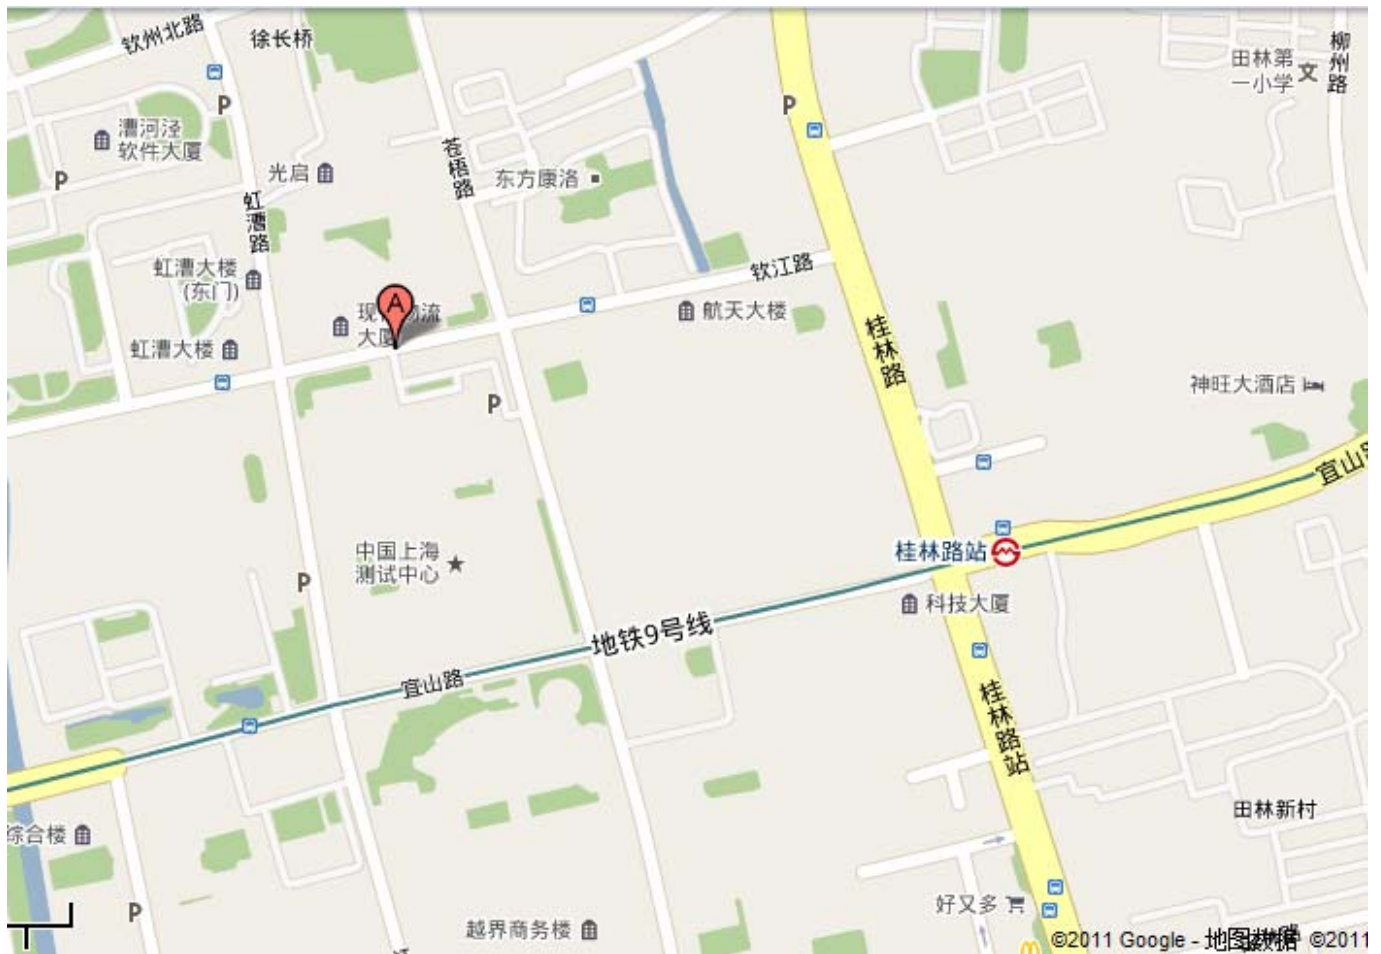 钦州北路
徐长桥
田林第
一小学
柳州路
P
P
漕河泾
软件大厦
光启
苍梧路
东方康洛
P
虹漕路
虹漕大楼
(东门)
钦江路
A
大厦
航天大楼
虹漕大楼
桂林路
神旺大酒店
P
宜山
中国上海
测试中心
桂林路站
P
科技大厦
地铁9号线
宜山路
桂林路站
田林新村
综合楼
好又多
P
越界商务楼
©2011 Google - 地图数据 ©2011